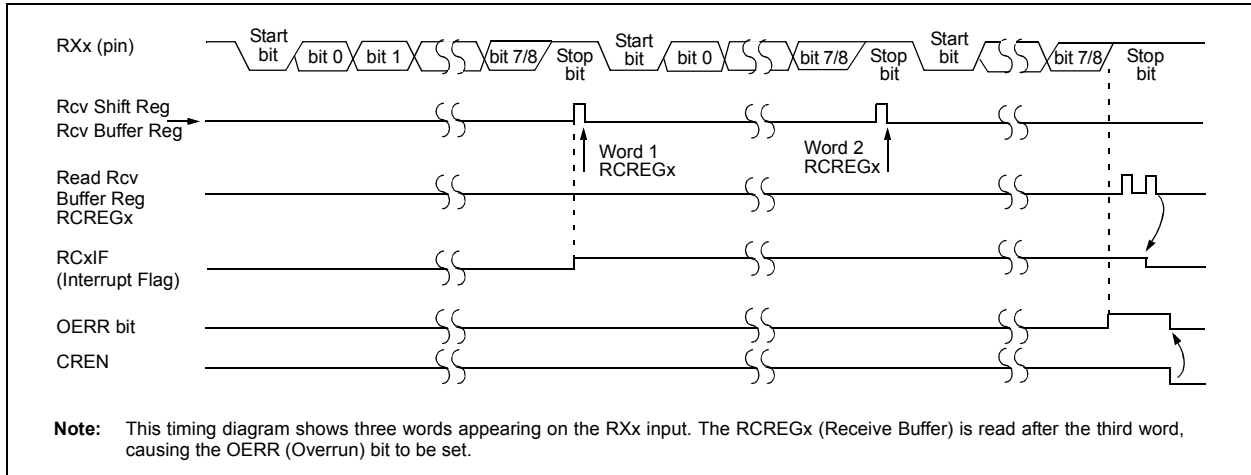 RXx (pin)
Start bit
bit 0
bit 1
bit 7/8
Stop bit
Start bit
bit 0
bit 7/8
Stop bit
Start bit
bit 7/8
Stop bit
Rcv Shift Reg
Rcv Buffer Reg
Word 1
RCREGx
Word 2
RCREGx
Read Rcv
Buffer Reg
RCREGx
RCxIF
(Interrupt Flag)
OERR bit
CREN
Note: This timing diagram shows three words appearing on the RXx input. The RCREGx (Receive Buffer) is read after the third word,
causing the OERR (Overrun) bit to be set.